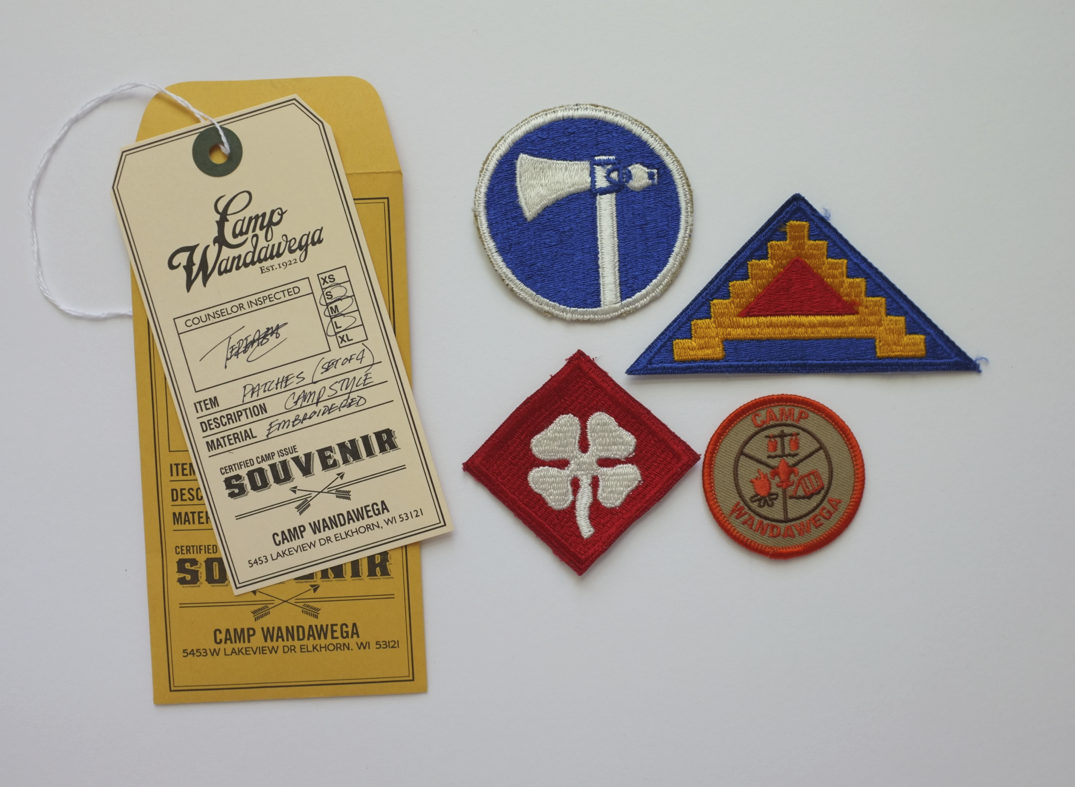 Camp
Wandawega
EST. 1922
COUNSELOR INSPECTED
XS
S
M
L
XL
ITEM PATCHES (SET OF 4)
DESCRIPTION CAMP STYLE
MATERIAL EMBROIDERED
CERTIFIED CAMP ISSUE
SOUVENIR
CAMP WANDAWEGA
5453 LAKEVIEW DR ELKHORN, WI 53121
ITEM
DESC
MATER
CERTIFIED
SO ENIR
CAMP WANDAWEGA
5453 W LAKEVIEW DR ELKHORN. WI 53121
CAMP
WANDAWEGA